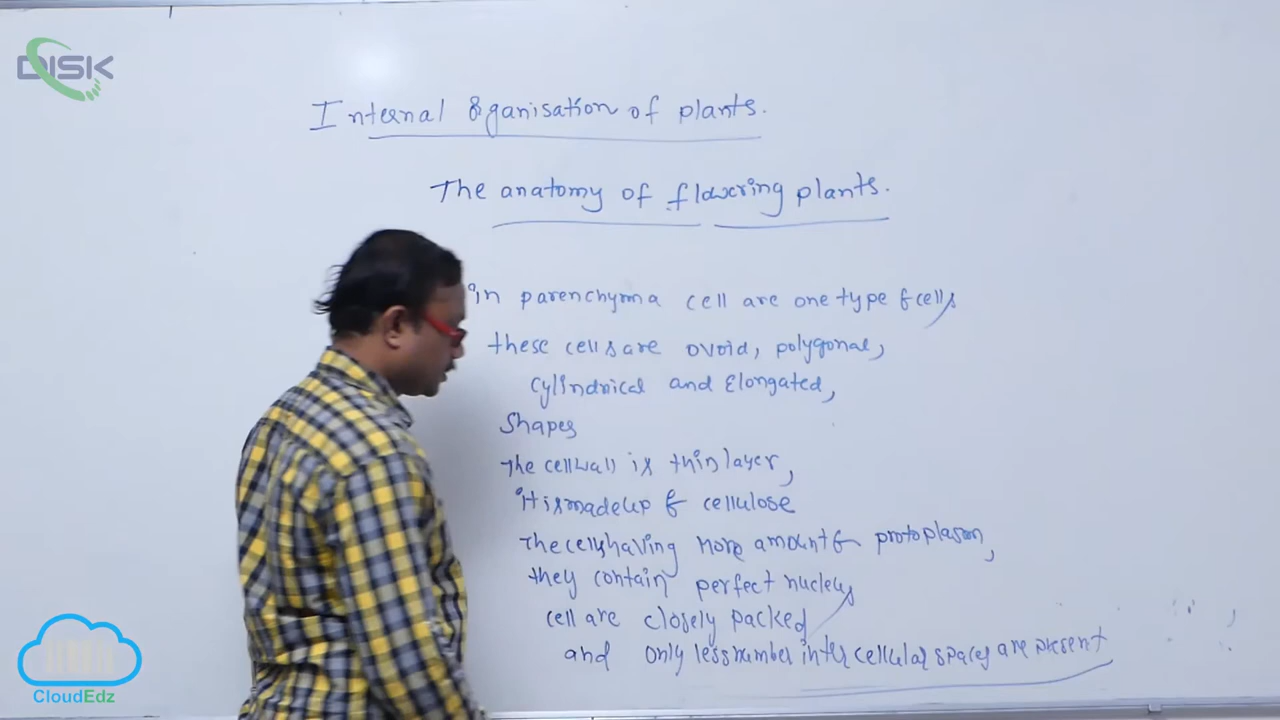 DISK
Internal organisation of plants.
The anatomy of flowering plants.
in parenchyma cell are one type of cells
these cells are ovoid, polygonal,
cylindrical and Elongated,
Shapes
The cellwall is thin layer,
It is made up of cellulose
The cells having more amount of protoplasm,
they contain perfect nucleus
cell are closely packed
and only less number inter cellular spaces are present
CloudEdz